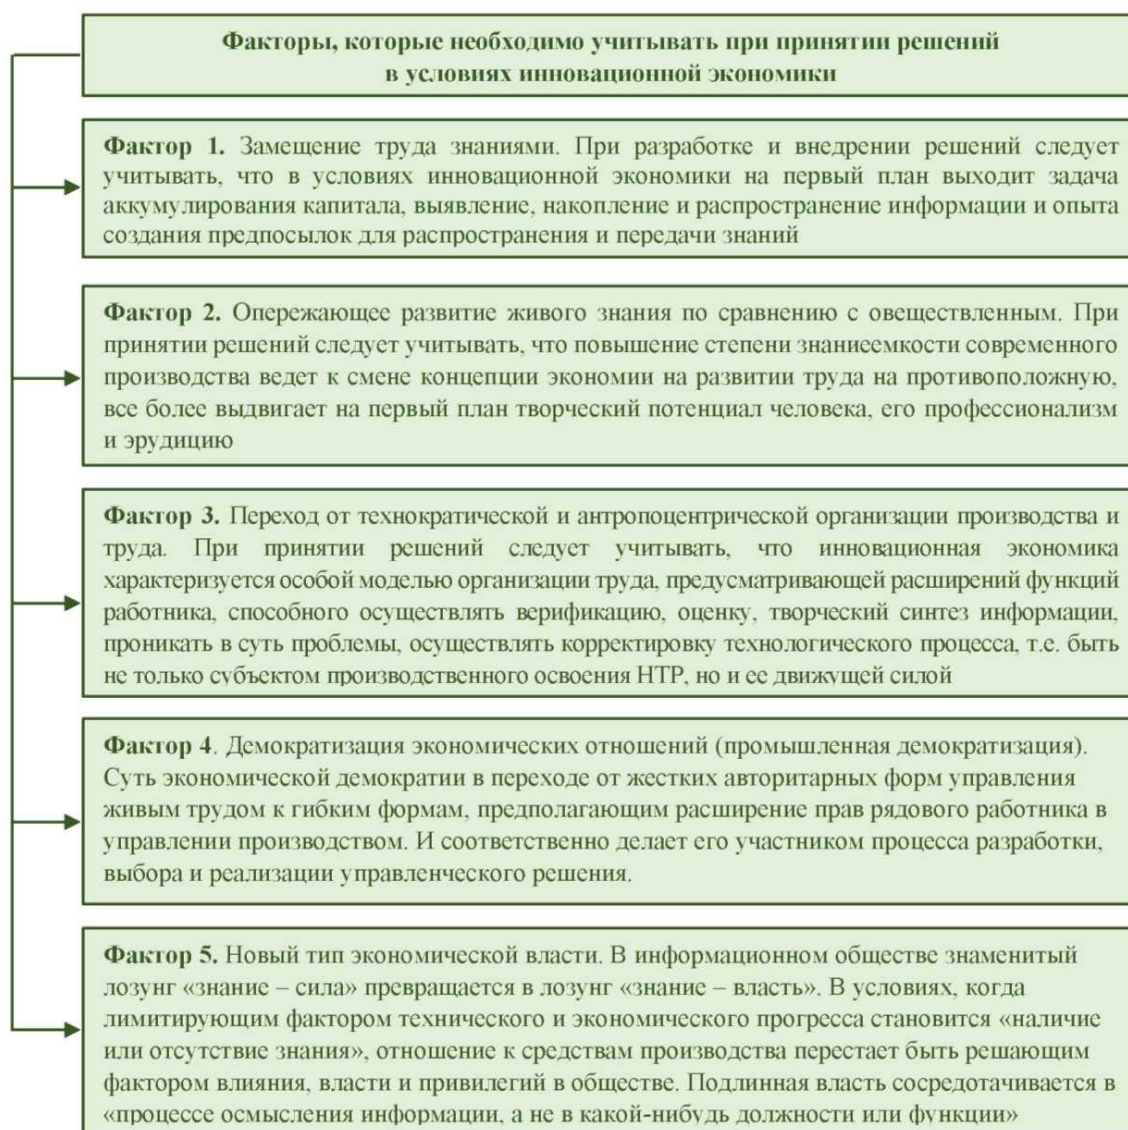 Факторы, которые необходимо учитывать при принятии решений
в условиях инновационной экономики
Фактор 1. Замещение труда знаниями. При разработке и внедрении решений следует
учитывать, что в условиях инновационной экономики на первый план выходит задача
аккумулирования капитала, выявление, накопление и распространение информации и опыта
создания предпосылок для распространения и передачи знаний
Фактор 2. Опережающее развитие живого знания по сравнению с овеществленным. При
принятии решений следует учитывать, что повышение степени знаниеемкости современного
производства ведет к смене концепции экономии на развитии труда на противоположную,
все более выдвигает на первый план творческий потенциал человека, его профессионализм
и эрудицию
Фактор 3. Переход от технократической и антропоцентрической организации производства и
труда. При принятии решений следует учитывать, что инновационная экономика
характеризуется особой моделью организации труда, предусматривающей расширений функций
работника, способного осуществлять верификацию, оценку, творческий синтез информации,
проникать в суть проблемы, осуществлять корректировку технологического процесса, т.е. быть
не только субъектом производственного освоения НТР, но и ее движущей силой
Фактор 4. Демократизация экономических отношений (промышленная демократизация).
Суть экономической демократии в переходе от жестких авторитарных форм управления
живым трудом к гибким формам, предполагающим расширение прав рядового работника в
управлении производством. И соответственно делает его участником процесса разработки,
выбора и реализации управленческого решения.
Фактор 5. Новый тип экономической власти. В информационном обществе знаменитый
лозунг «знание – сила» превращается в лозунг «знание – власть». В условиях, когда
лимитирующим фактором технического и экономического прогресса становится «наличие
или отсутствие знания», отношение к средствам производства перестает быть решающим
фактором влияния, власти и привилегий в обществе. Подлинная власть сосредотачивается в
«процессе осмысления информации, а не в какой-нибудь должности или функции»